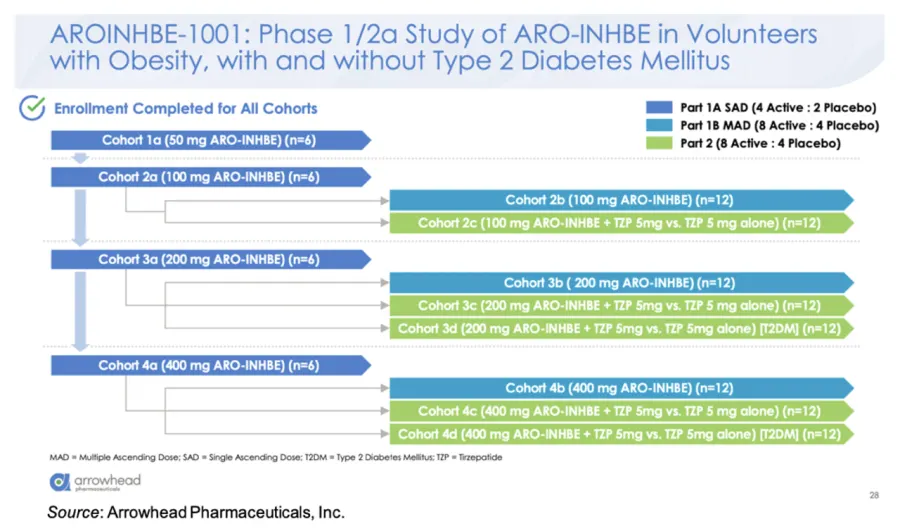 AROINHBE-1001: Phase 1/2a Study of ARO-INHBE in Volunteers
with Obesity, with and without Type 2 Diabetes Mellitus
Enrollment Completed for All Cohorts
Part 1A SAD (4 Active : 2 Placebo)
Part 1B MAD (8 Active : 4 Placebo)
Part 2 (8 Active : 4 Placebo)
Cohort 1a (50 mg ARO-INHBE) (n=6)
Cohort 2a (100 mg ARO-INHBE) (n=6)
Cohort 2b (100 mg ARO-INHBE) (n=12)
Cohort 2c (100 mg ARO-INHBE + TZP 5mg vs. TZP 5 mg alone) (n=12)
Cohort 3a (200 mg ARO-INHBE) (n=6)
Cohort 3b ( 200 mg ARO-INHBE) (n=12)
Cohort 3c (200 mg ARO-INHBE + TZP 5mg vs. TZP 5 mg alone) (n=12)
Cohort 3d (200 mg ARO-INHBE + TZP 5mg vs. TZP 5mg alone) [T2DM] (n=12)
Cohort 4a (400 mg ARO-INHBE) (n=6)
Cohort 4b (400 mg ARO-INHBE) (n=12)
Cohort 4c (400 mg ARO-INHBE + TZP 5mg vs. TZP 5 mg alone) (n=12)
Cohort 4d (400 mg ARO-INHBE + TZP 5mg vs. TZP 5mg alone) [T2DM] (n=12)
MAD = Multiple Ascending Dose; SAD = Single Ascending Dose; T2DM = Type 2 Diabetes Mellitus; TZP = Tirzepatide
arrowhead
pharmaceuticals
28
Source: Arrowhead Pharmaceuticals, Inc.